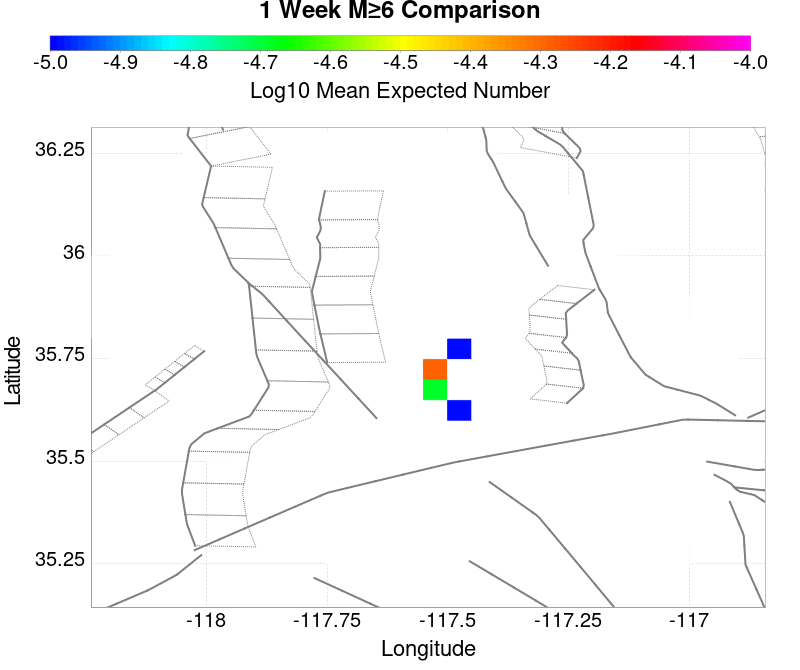 1 Week M≥6 Comparison
-5.0 -4.9 -4.8 -4.7 -4.6 -4.5 -4.4 -4.3 -4.2 -4.1 -4.0
Log10 Mean Expected Number
36.25
36
35.75
35.5
35.25
Latitude
-118 -117.75 -117.5 -117.25 -117
Longitude